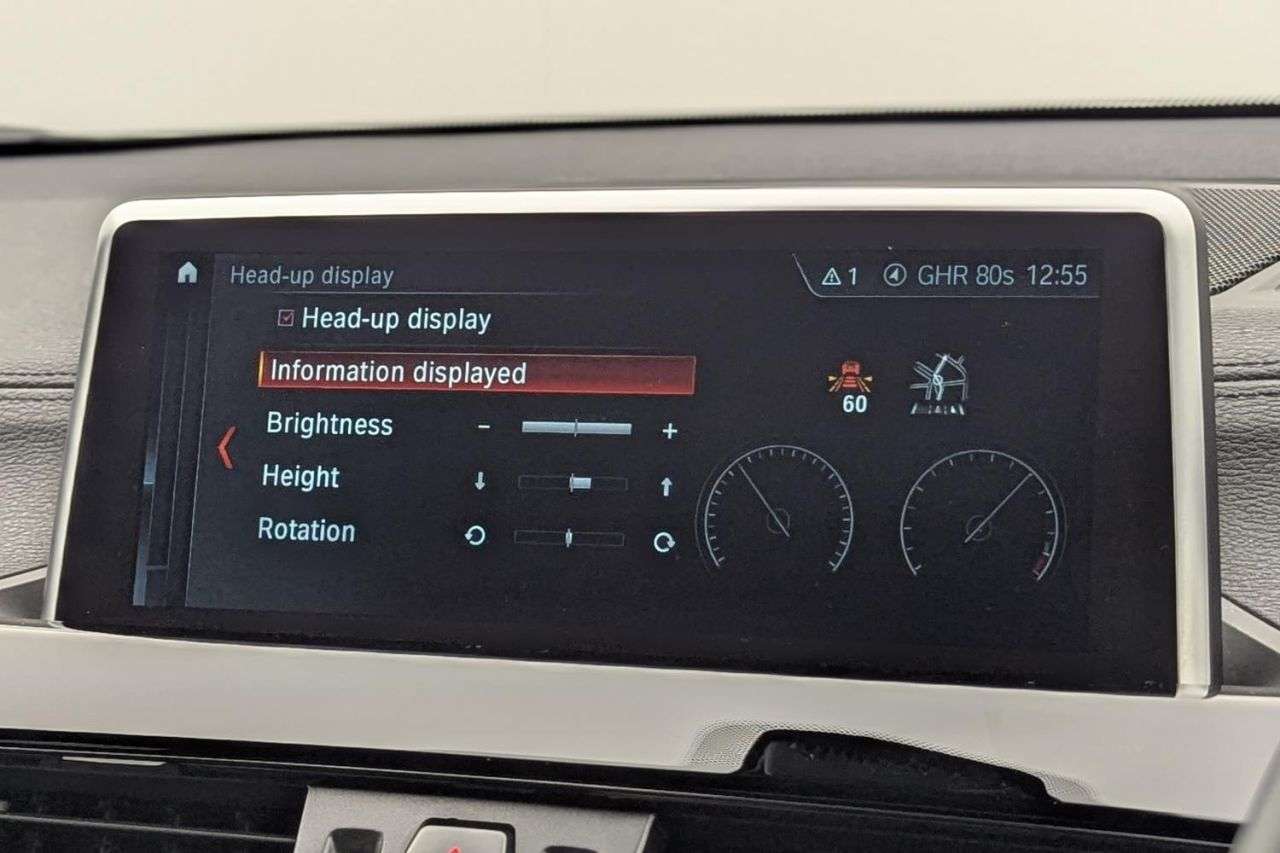 Head-up display
1 GHR 80s 12:55
Head-up display
Information displayed
60
Brightness - +
Height
Rotation